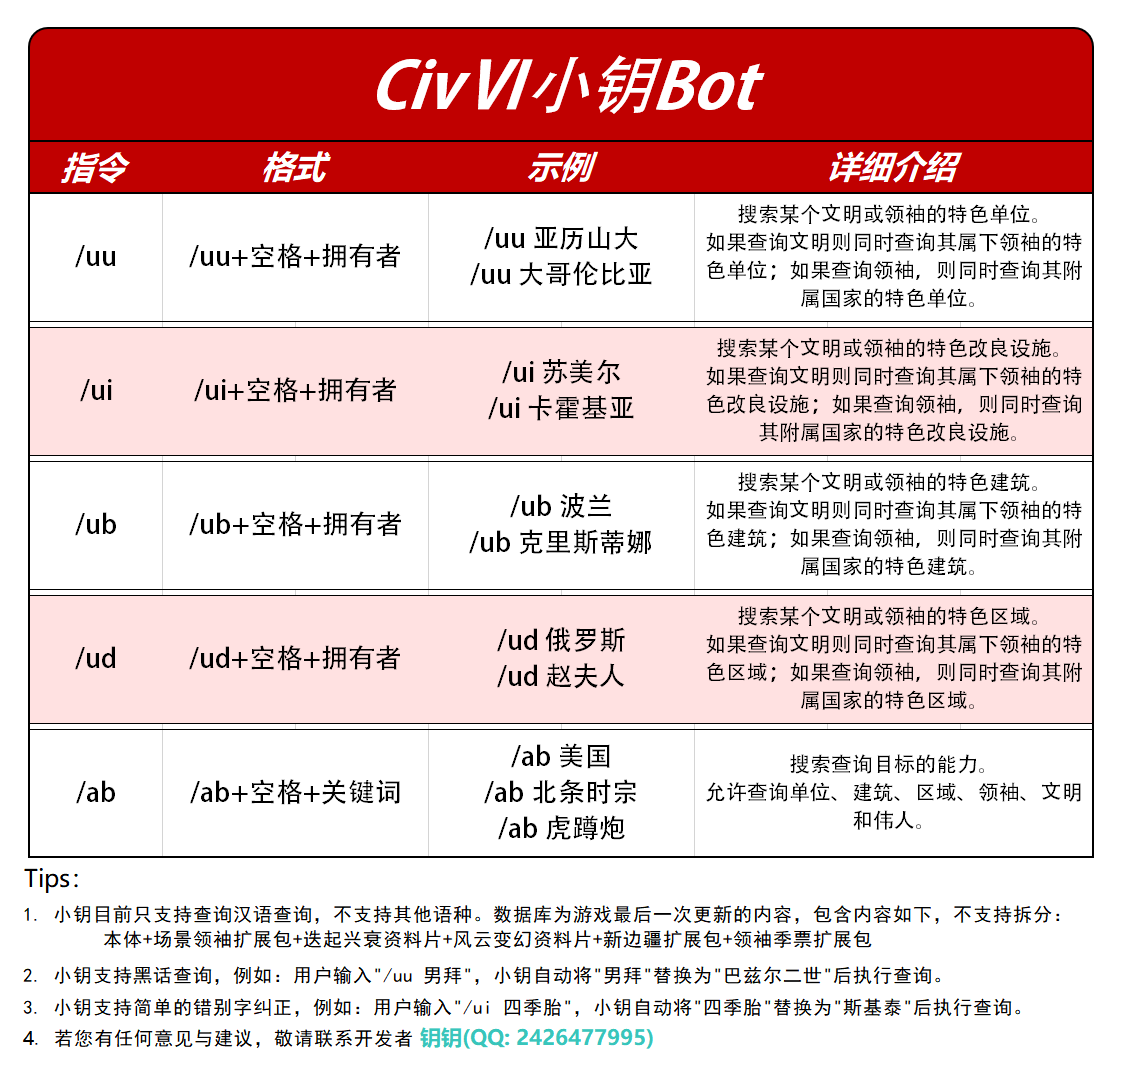 CivVI小钥Bot
指令 格式 示例 详细介绍
/uu
/uu+空格+拥有者
/uu 亚历山大
/uu 大哥伦比亚
搜索某个文明或领袖的特色单位。
如果查询文明则同时查询其属下领袖的特
色单位；如果查询领袖，则同时查询其附
属国家的特色单位。
/ui
/ui+空格+拥有者
/ui 苏美尔
/ui 卡霍基亚
搜索某个文明或领袖的特色改良设施。
如果查询文明则同时查询其属下领袖的特
色改良设施；如果查询领袖，则同时查询
其附属国家的特色改良设施。
/ub
/ub+空格+拥有者
/ub 波兰
/ub 克里斯蒂娜
搜索某个文明或领袖的特色建筑。
如果查询文明则同时查询其属下领袖的特
色建筑；如果查询领袖，则同时查询其附
属国家的特色建筑。
/ud
/ud+空格+拥有者
/ud 俄罗斯
/ud 赵夫人
搜索某个文明或领袖的特色区域。
如果查询文明则同时查询其属下领袖的特
色区域；如果查询领袖，则同时查询其附
属国家的特色区域。
/ab
/ab+空格+关键词
/ab 美国
/ab 北条时宗
/ab 虎蹲炮
搜索查询目标的能力。
允许查询单位、建筑、区域、领袖、文明
和伟人。
Tips：
1. 小钥目前只支持查询汉语查询，不支持其他语种。数据库为游戏最后一次更新的内容，包含内容如下，不支持拆分：
本体+场景领袖扩展包+迭起兴衰资料片+风云变幻资料片+新边疆扩展包+领袖季票扩展包
2. 小钥支持黑话查询，例如：用户输入"/uu 男拜"，小钥自动将"男拜"替换为"巴兹尔二世"后执行查询。
3. 小钥支持简单的错别字纠正，例如：用户输入"/ui 四季胎"，小钥自动将"四季胎"替换为"斯基泰"后执行查询。
4. 若您有任何意见与建议，敬请联系开发者 钥钥(QQ: 2426477995)